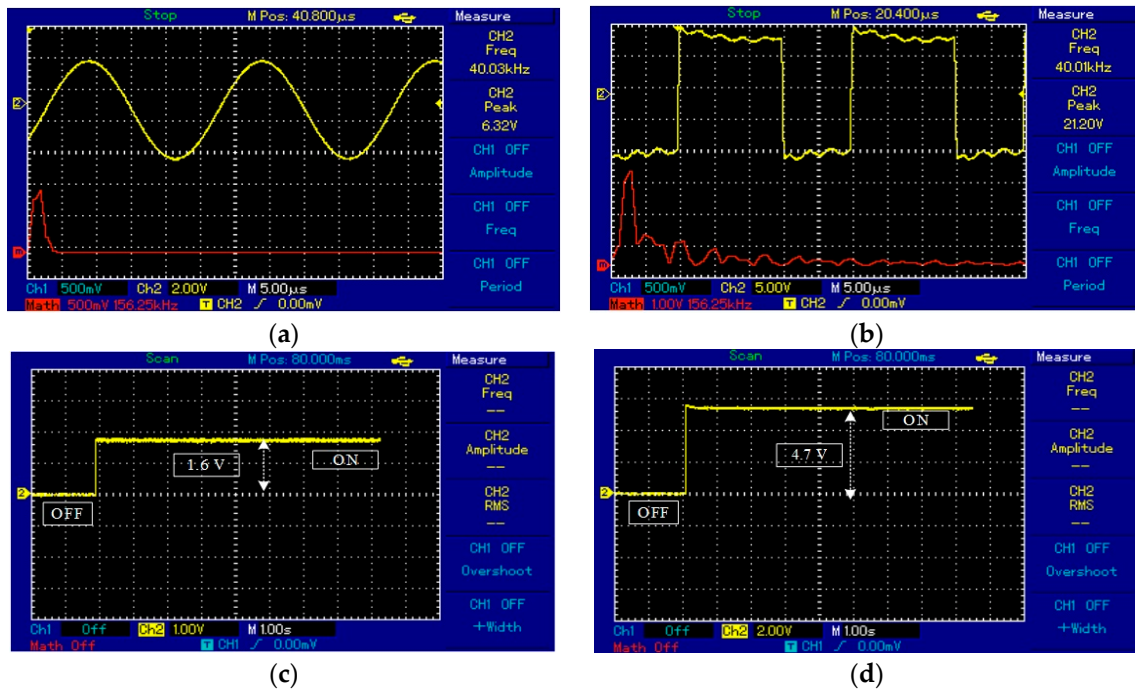 Stop M Pos: 40.800µs Measure
CH2
Freq
40.03kHz
CH2
Peak
6.32V
CH1 OFF
Amplitude
CH1 OFF
Freq
CH1 OFF
Period
2
m
Ch1 500mV Ch2 2.00V M 5.00µs
Math 500mV 156.25kHz T CH2 0.00mV
(a)
Stop M Pos: 20.400µs Measure
CH2
Freq
40.01kHz
CH2
Peak
21.20V
CH1 OFF
Amplitude
CH1 OFF
Freq
CH1 OFF
Period
2
m
Ch1 500mV Ch2 5.00V M 5.00µs
Math 1.00V 156.25kHz T CH2 0.00mV
(b)
Scan M Pos: 80.000ms Measure
CH2
Freq
--
CH2
Amplitude
--
CH2
RMS
--
CH1 OFF
Overshoot
CH1 OFF
+Width
1.6 V
ON
2
OFF
Ch1 Off Ch2 1.00V M 1.00s
Math Off T CH1 0.00mV
(c)
Scan M Pos: 80.000ms Measure
CH2
Freq
--
CH2
Amplitude
--
CH2
RMS
--
CH1 OFF
Overshoot
CH1 OFF
+Width
ON
4.7 V
2
OFF
Ch1 Off Ch2 2.00V M 1.00s
Math Off T CH1 0.00mV
(d)